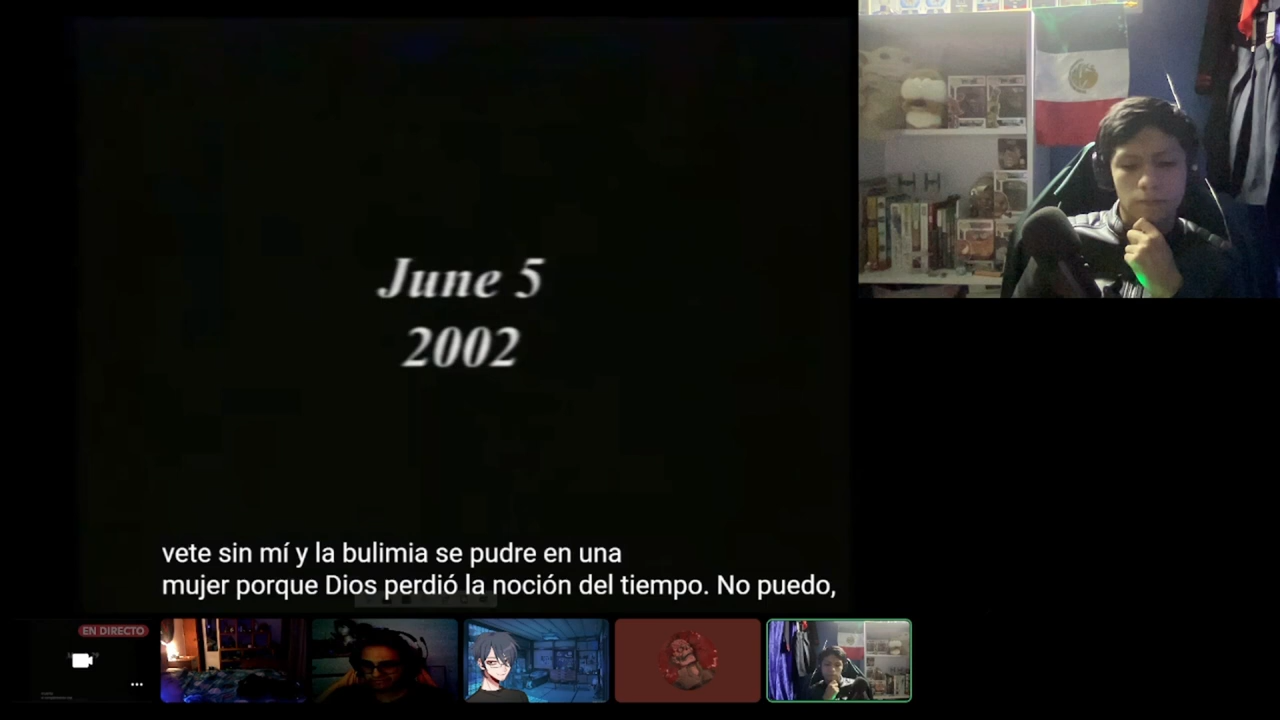 June 5
2002
vete sin mí y la bulimia se pudre en una
mujer porque Dios perdió la noción del tiempo. No puedo,
EN DIRECTO